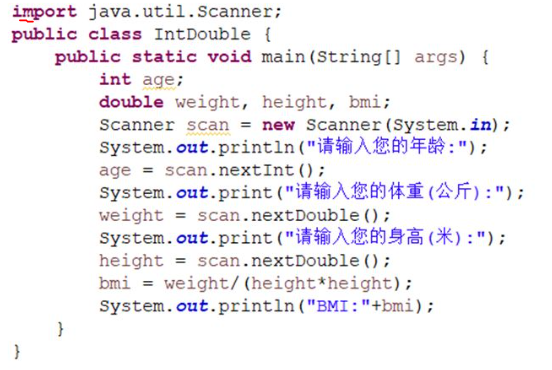 import java.util.Scanner;
public class IntDouble {
    public static void main(String[] args) {
        int age;
        double weight, height, bmi;
        Scanner scan = new Scanner(System.in);
        System.out.println("请输入您的年龄:");
        age = scan.nextInt();
        System.out.print("请输入您的体重(公斤):");
        weight = scan.nextDouble();
        System.out.print("请输入您的身高(米):");
        height = scan.nextDouble();
        bmi = weight/(height*height);
        System.out.println("BMI:"+bmi);
    }
}